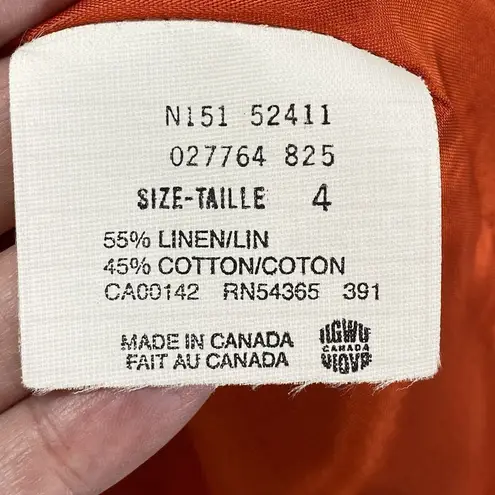 N151 52411
027764 825
SIZE-TAILLE 4
55% LINEN/LIN
45% COTTON/COTON
CA00142 RN54365 391
MADE IN CANADA
FAIT AU CANADA
ILGWU
CANADA
UIOVD